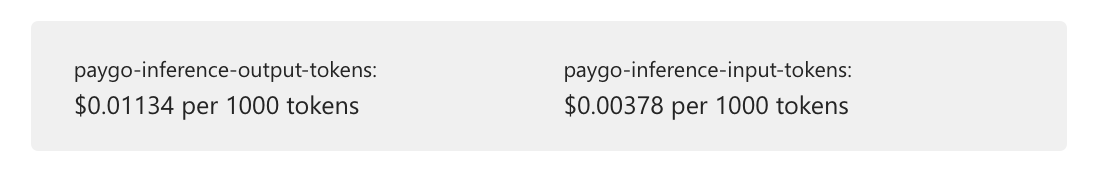 paygo-inference-output-tokens:
$0.01134 per 1000 tokens
paygo-inference-input-tokens:
$0.00378 per 1000 tokens